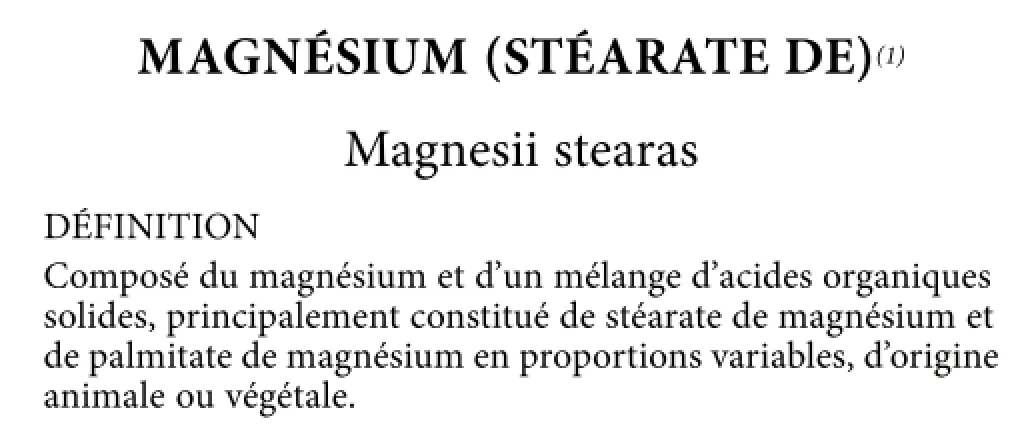 MAGNÉSIUM (STÉARATE DE)(1)
Magnesii stearas
DÉFINITION
Composé du magnésium et d’un mélange d’acides organiques
solides, principalement constitué de stéarate de magnésium et
de palmitate de magnésium en proportions variables, d’origine
animale ou végétale.